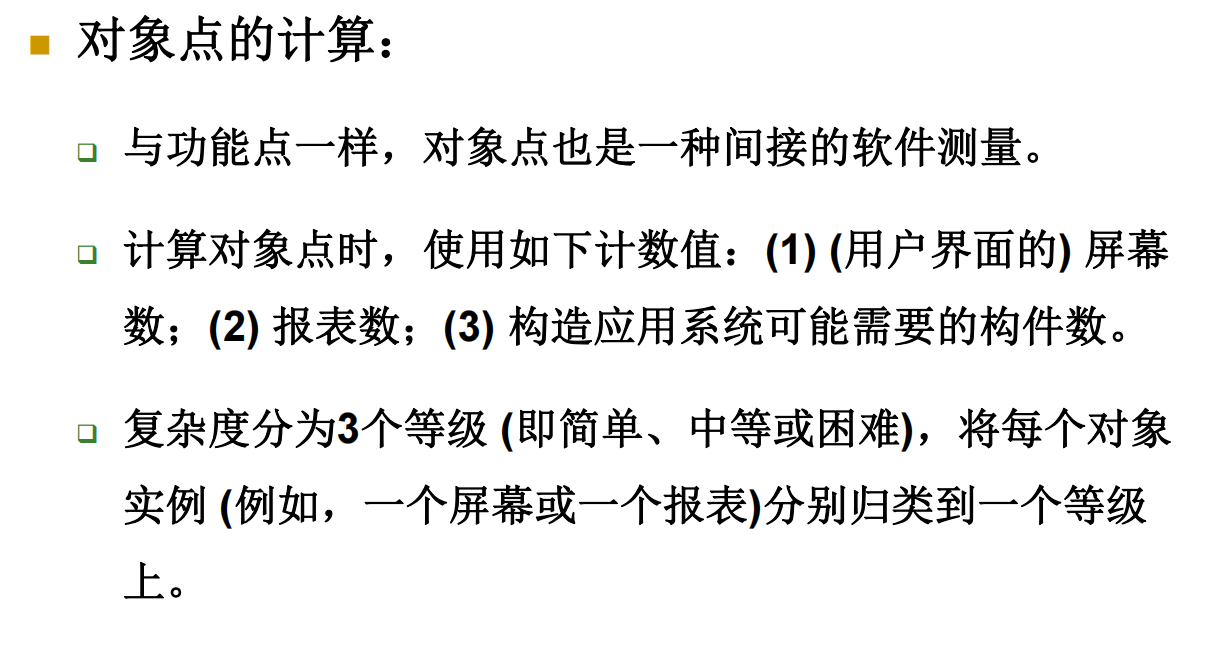 对象点的计算：
与功能点一样，对象点也是一种间接的软件测量。
计算对象点时，使用如下计数值：(1) (用户界面的) 屏幕
数；(2) 报表数；(3) 构造应用系统可能需要的构件数。
复杂度分为3个等级 (即简单、中等或困难)，将每个对象
实例 (例如，一个屏幕或一个报表)分别归类到一个等级
上。